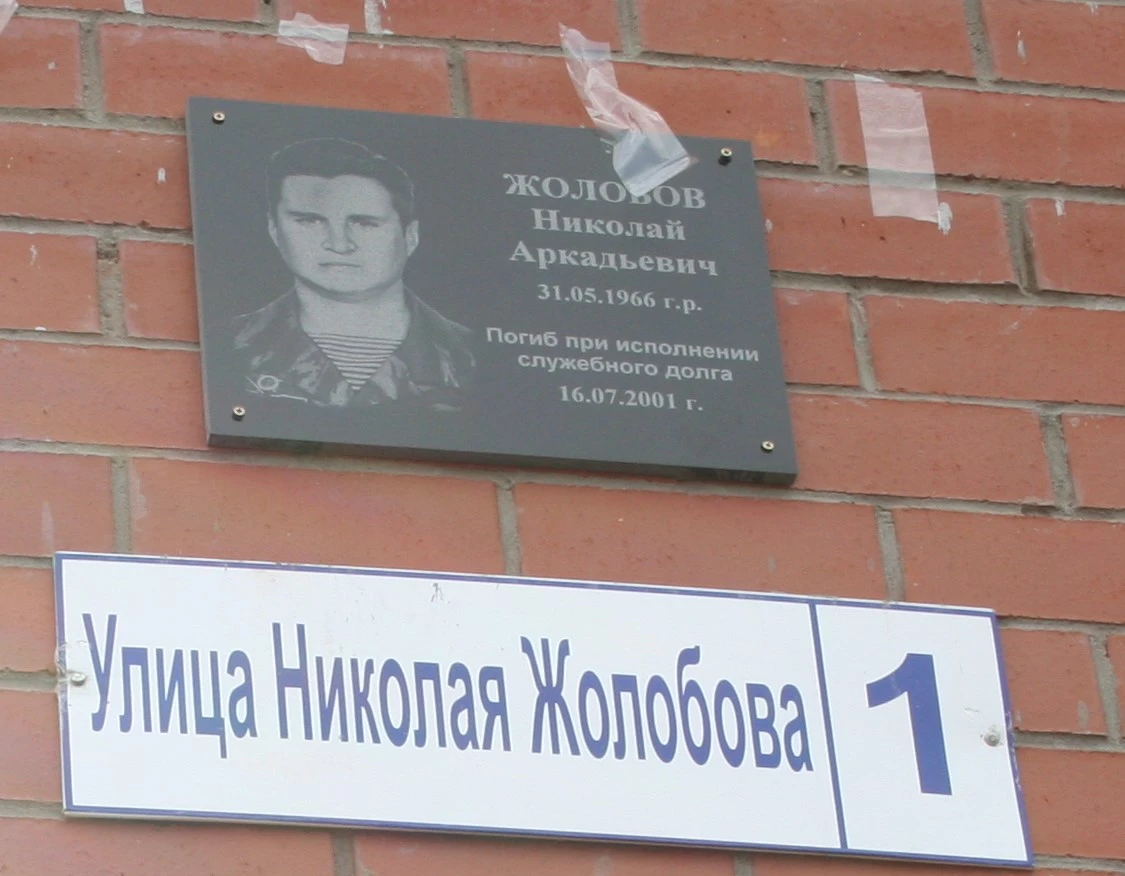 ЖОЛОБОВ
Николай
Аркадьевич
31.05.1966 г.р.
Погиб при исполнении
служебного долга
16.07.2001 г.
Улица Николая Жолобова 1